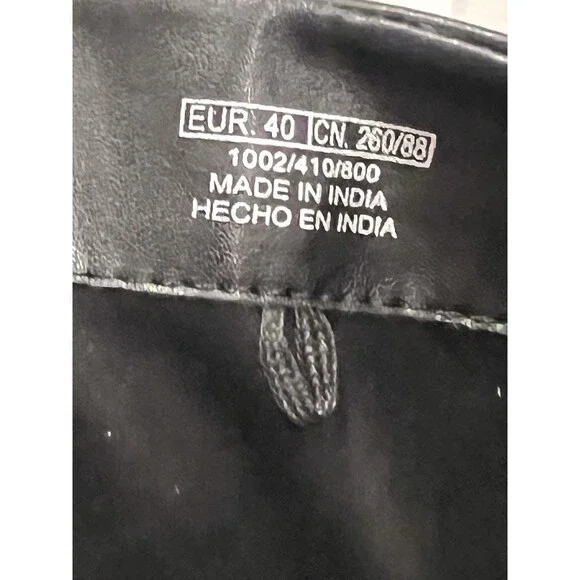 EUR. 40 CN. 260/88
1002/410/800
MADE IN INDIA
HECHO EN INDIA